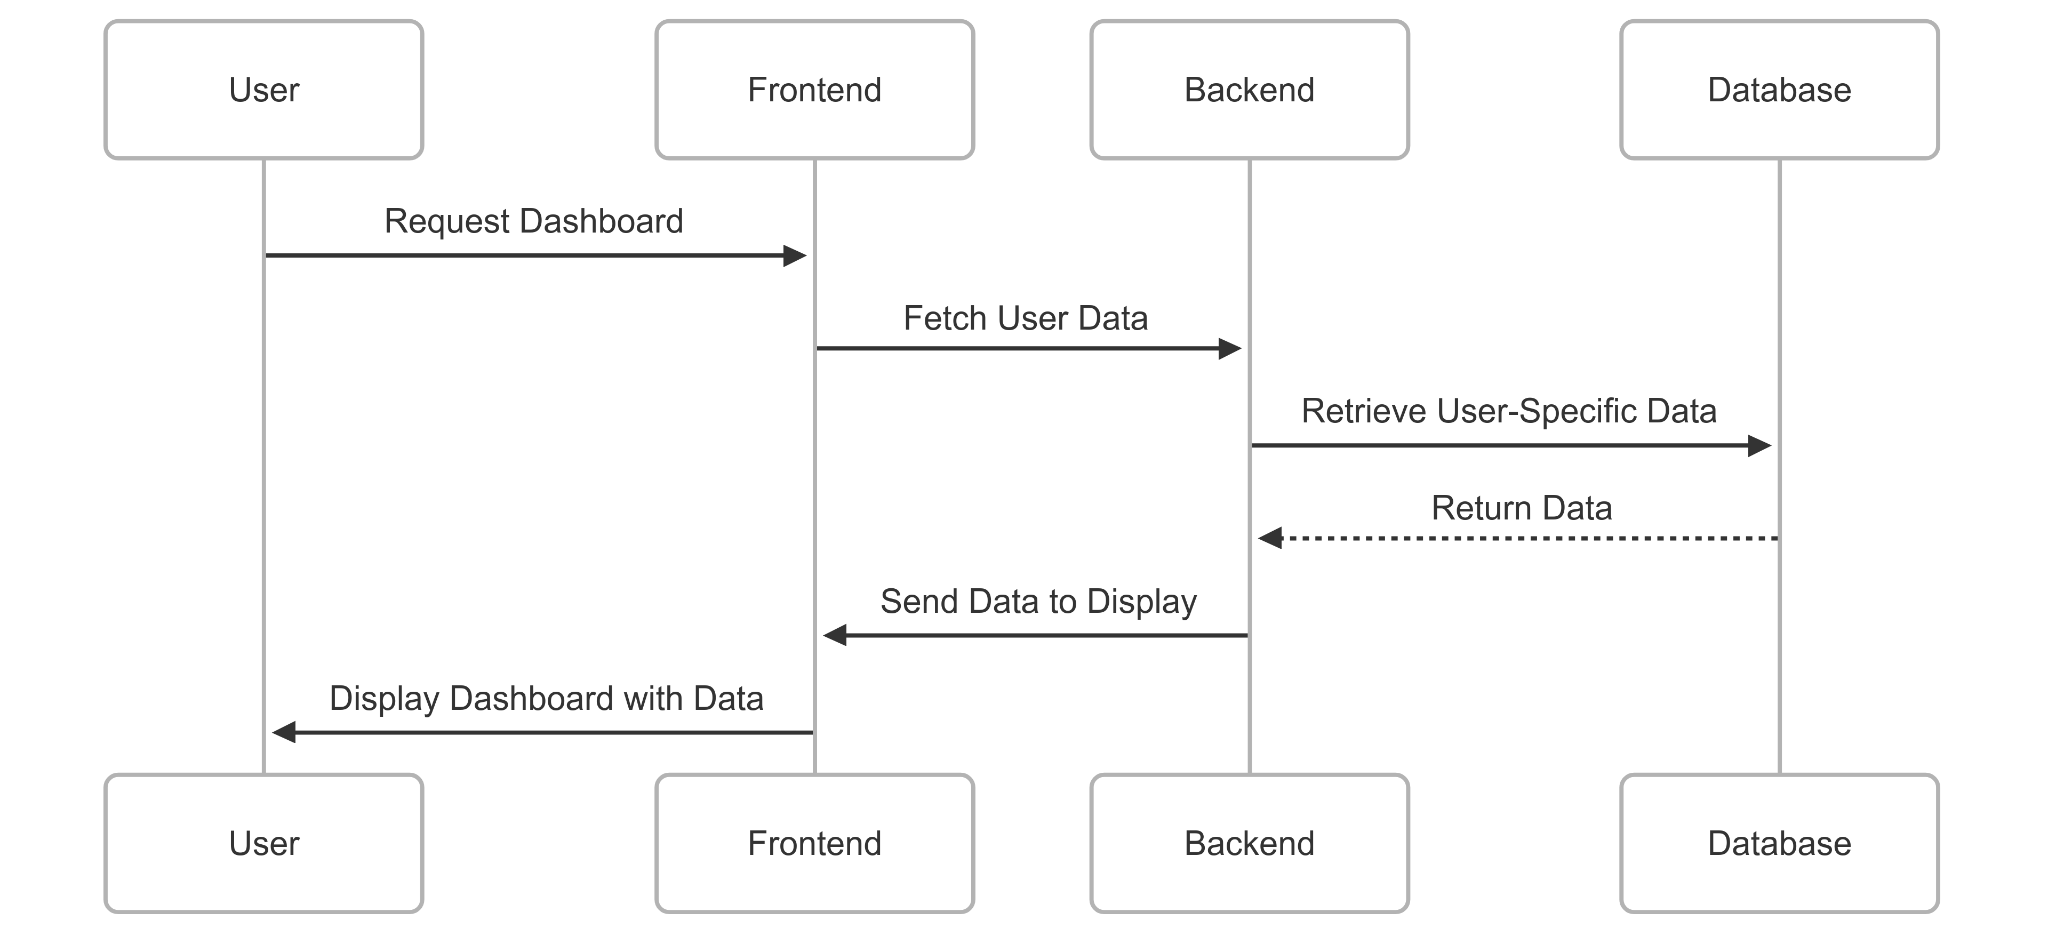 User
Frontend
Backend
Database
Request Dashboard
Fetch User Data
Retrieve User-Specific Data
Return Data
Send Data to Display
Display Dashboard with Data
User
Frontend
Backend
Database